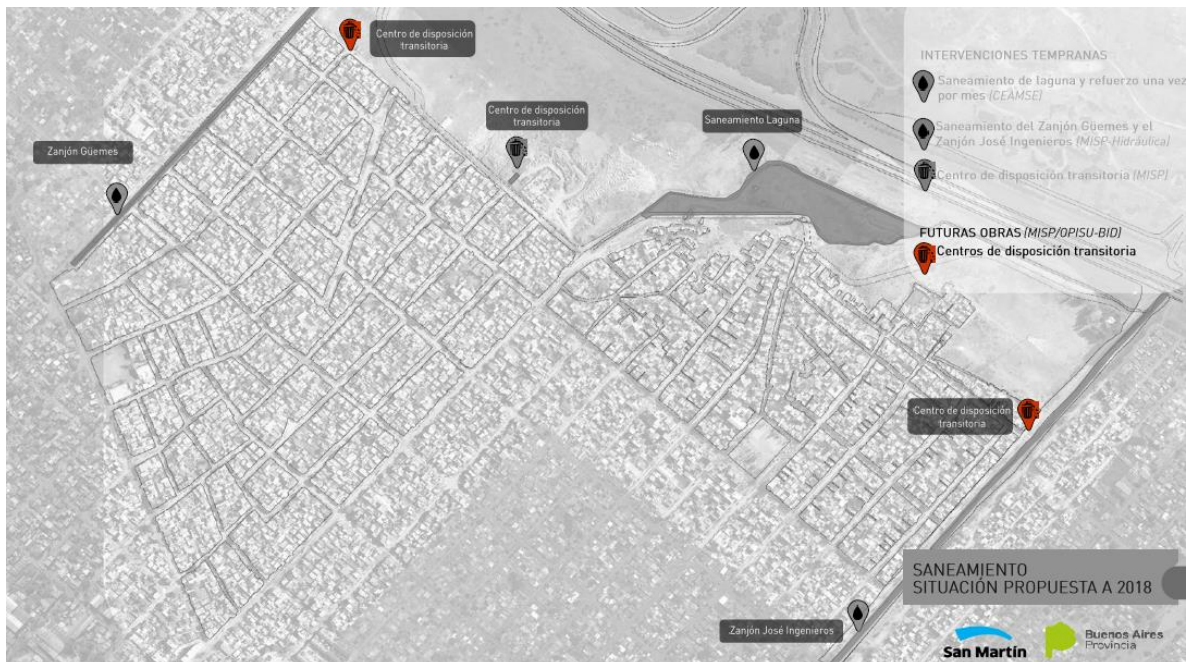 Centro de disposición
transitoria
Centro de disposición
transitoria
Saneamiento Laguna
Zanjón Güemes
INTERVENCIONES TEMPRANAS
Saneamiento de laguna y refuerzo una vez
por mes (CEAMSE)
Saneamiento del Zanjón Guemes y el
Zanjón José Ingenieros (MISP-Hidráulica)
Centro de disposición transitoria (MISP)
FUTURAS OBRAS (MISP/OPISU-BID)
Centros de disposición transitoria
Centro de disposición
transitoria
Zanjón José Ingenieros
SANEAMIENTO
SITUACIÓN PROPUESTA A 2018
San Martín
Buenos Aires
Provincia